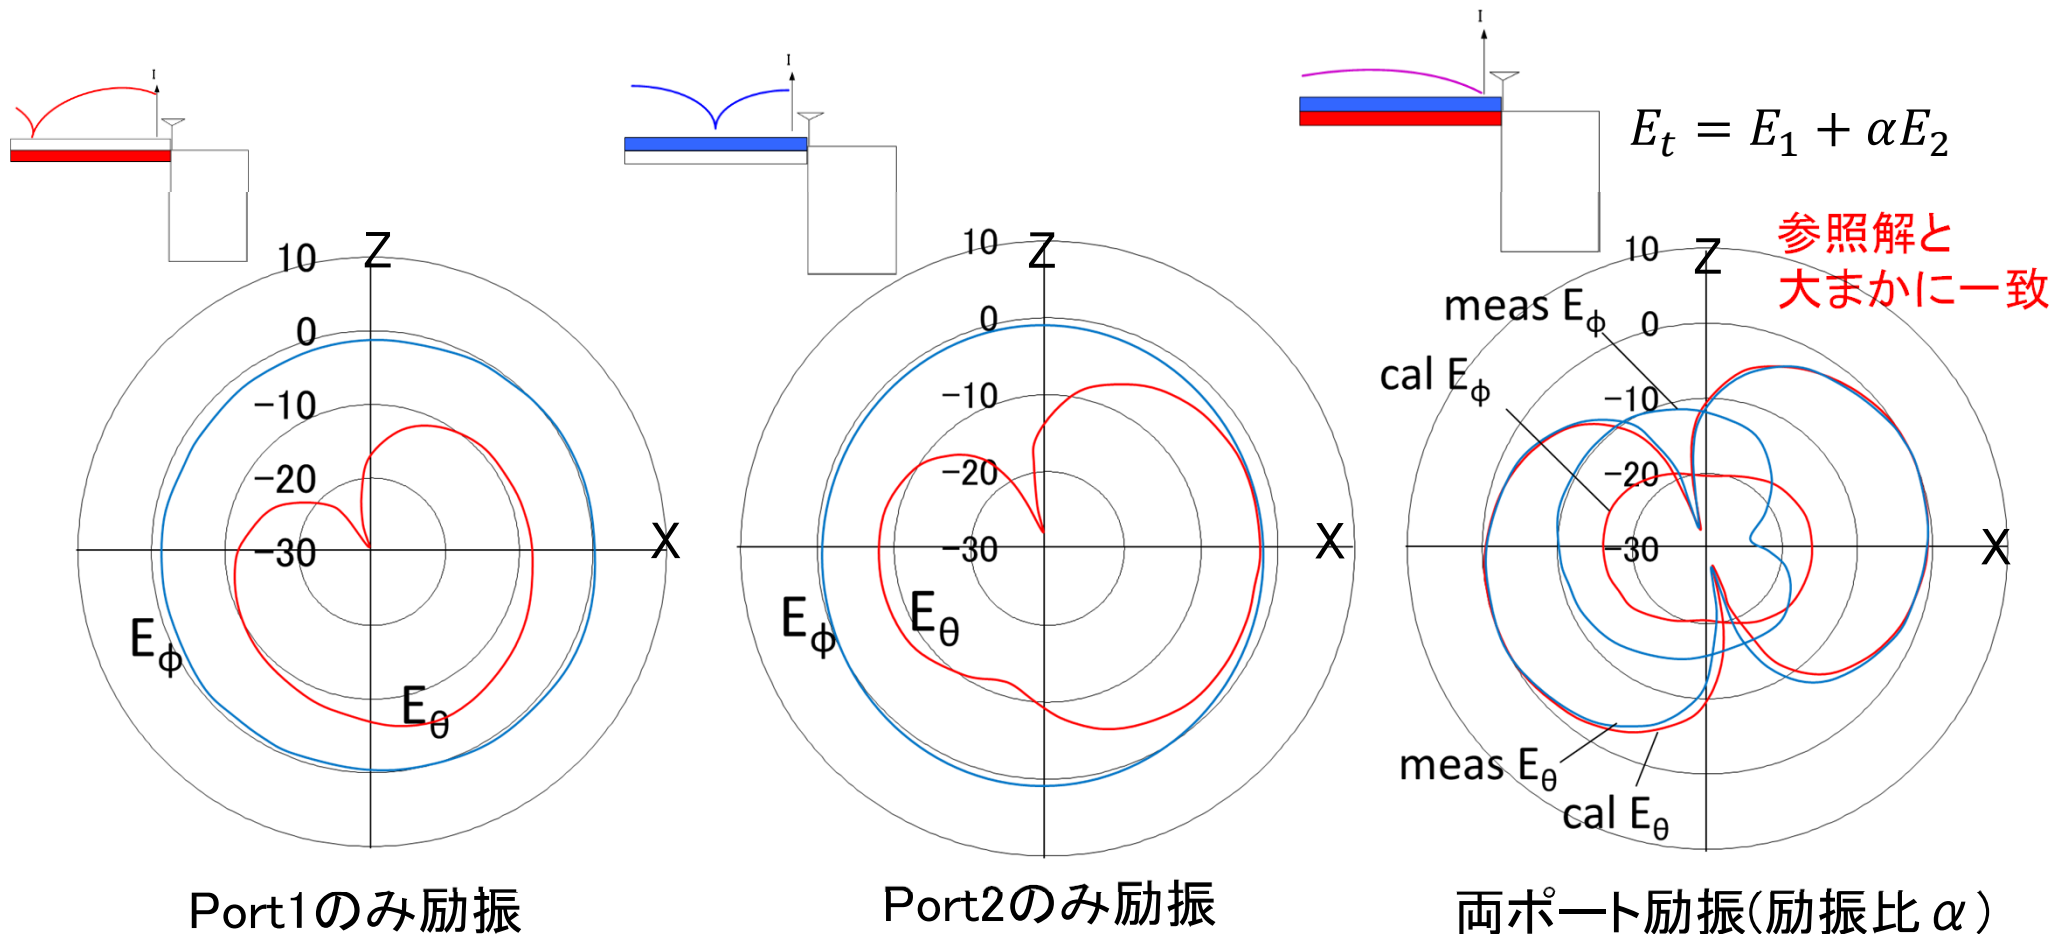 I
I
I
E_t = E_1 + αE_2
参照解と
大まかに一致
10
Z
0
-10
-20
-30
X
E_ϕ
E_θ
Port1のみ励振
10
Z
0
-10
-20
-30
X
E_ϕ
E_θ
Port2のみ励振
10
Z
meas E_ϕ
0
cal E_ϕ
-10
-20
-30
X
meas E_θ
cal E_θ
両ポート励振(励振比α)